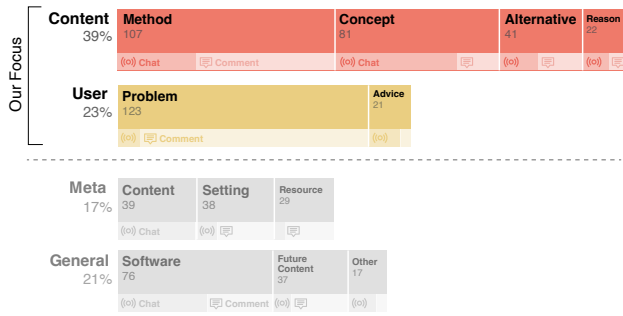 Our Focus
Content
39%
Method
107
Concept
81
Alternative
41
Reason
22
Chat
Comment
Chat
User
23%
Problem
123
Advice
21
Comment
Meta
17%
Content
39
Setting
38
Resource
29
Chat
General
21%
Software
76
Future
Content
37
Other
17
Chat
Comment